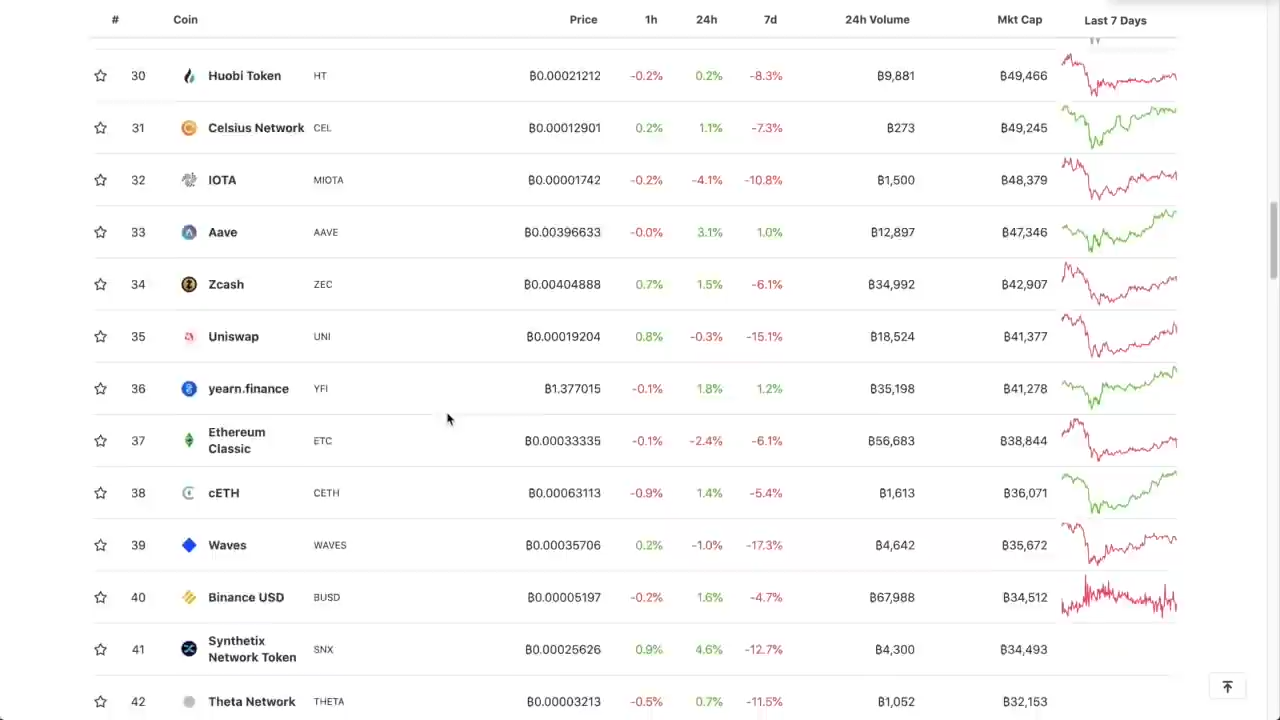 # Coin Price 1h 24h 7d 24h Volume Mkt Cap Last 7 Days
30 Huobi Token HT ₿0.00021212 -0.2% 0.2% -8.3% ₿9,881 ₿49,466
31 Celsius Network CEL ₿0.00012901 0.2% 1.1% -7.3% ₿273 ₿49,245
32 IOTA MIOTA ₿0.00001742 -0.2% -4.1% -10.8% ₿1,500 ₿48,379
33 Aave AAVE ₿0.00396633 -0.0% 3.1% 1.0% ₿12,897 ₿47,346
34 Zcash ZEC ₿0.00404888 0.7% 1.5% -6.1% ₿34,992 ₿42,907
35 Uniswap UNI ₿0.00019204 0.8% -0.3% -15.1% ₿18,524 ₿41,377
36 yearn.finance YFI ₿1.377015 -0.1% 1.8% 1.2% ₿35,198 ₿41,278
37 Ethereum Classic ETC ₿0.00033335 -0.1% -2.4% -6.1% ₿56,683 ₿38,844
38 cETH CETH ₿0.00063113 -0.9% 1.4% -5.4% ₿1,613 ₿36,071
39 Waves WAVES ₿0.00035706 0.2% -1.0% -17.3% ₿4,642 ₿35,672
40 Binance USD BUSD ₿0.00005197 -0.2% 1.6% -4.7% ₿67,988 ₿34,512
41 Synthetix Network Token SNX ₿0.00025626 0.9% 4.6% -12.7% ₿4,300 ₿34,493
42 Theta Network THETA ₿0.00003213 -0.5% 0.7% -11.5% ₿1,052 ₿32,153